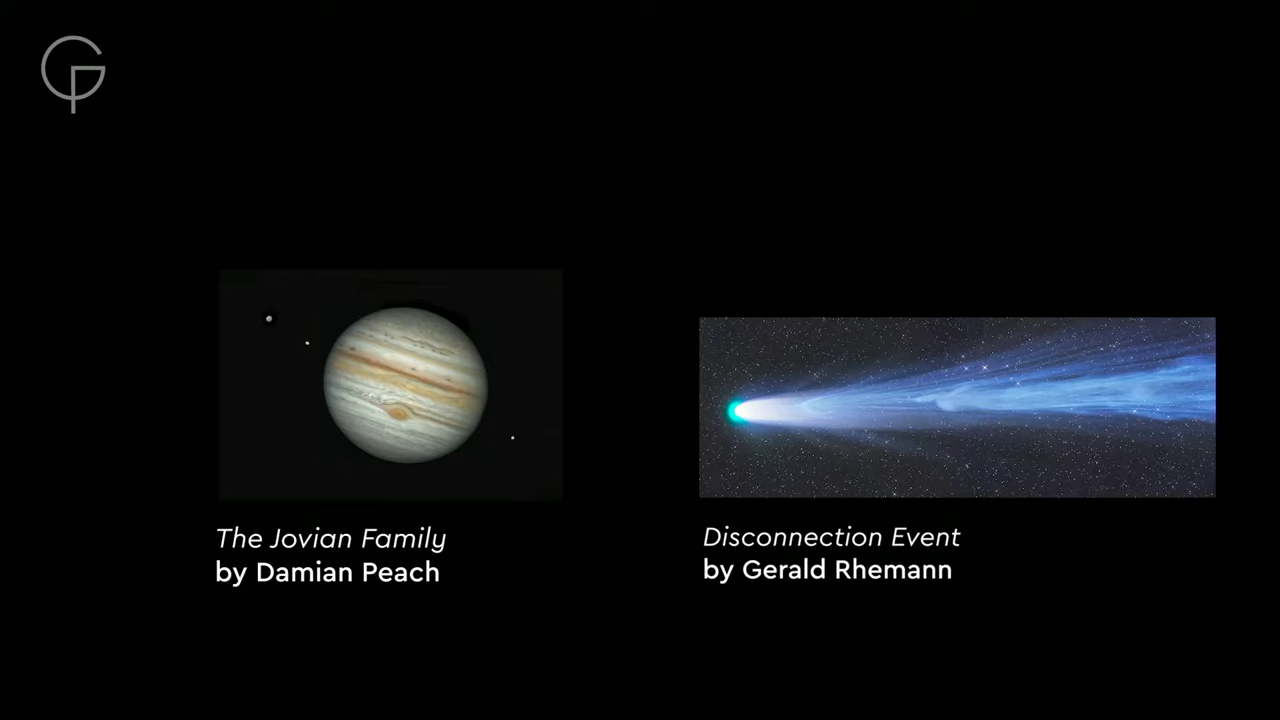 The Jovian Family
by Damian Peach
Disconnection Event
by Gerald Rhemann